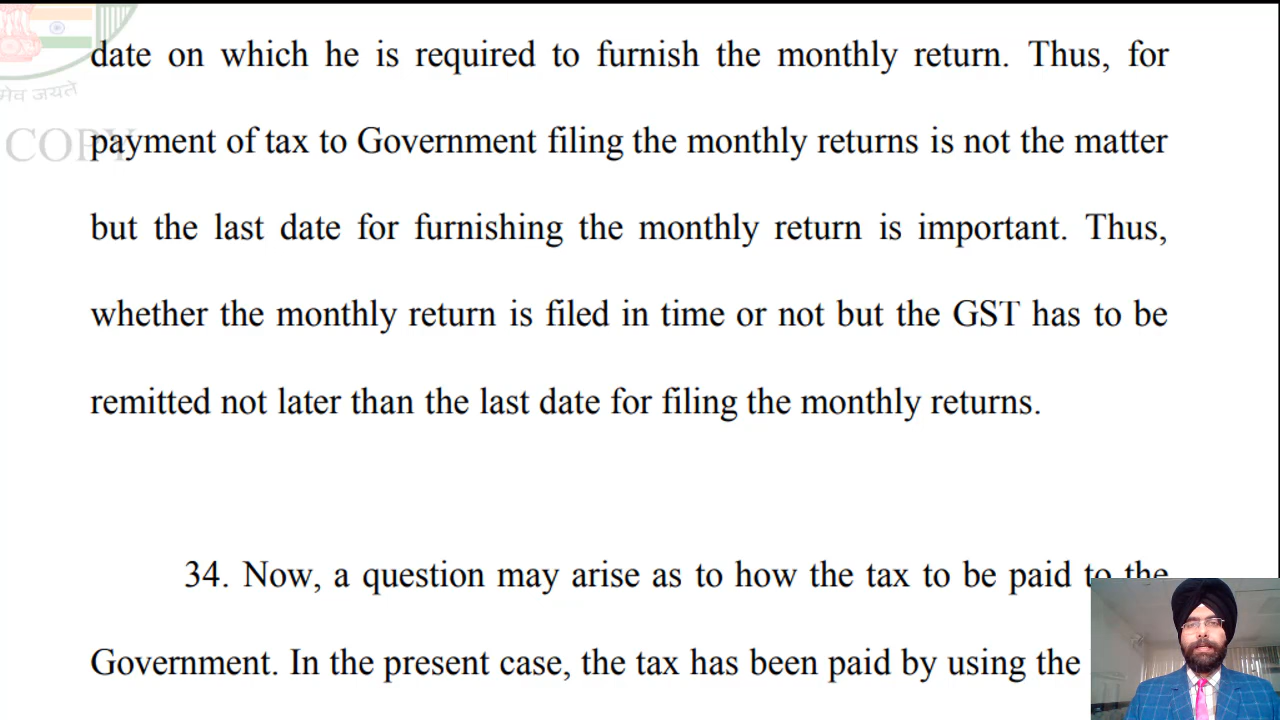 मेव जयते
COPY
date on which he is required to furnish the monthly return. Thus, for
payment of tax to Government filing the monthly returns is not the matter
but the last date for furnishing the monthly return is important. Thus,
whether the monthly return is filed in time or not but the GST has to be
remitted not later than the last date for filing the monthly returns.
34. Now, a question may arise as to how the tax to be paid to the
Government. In the present case, the tax has been paid by using the